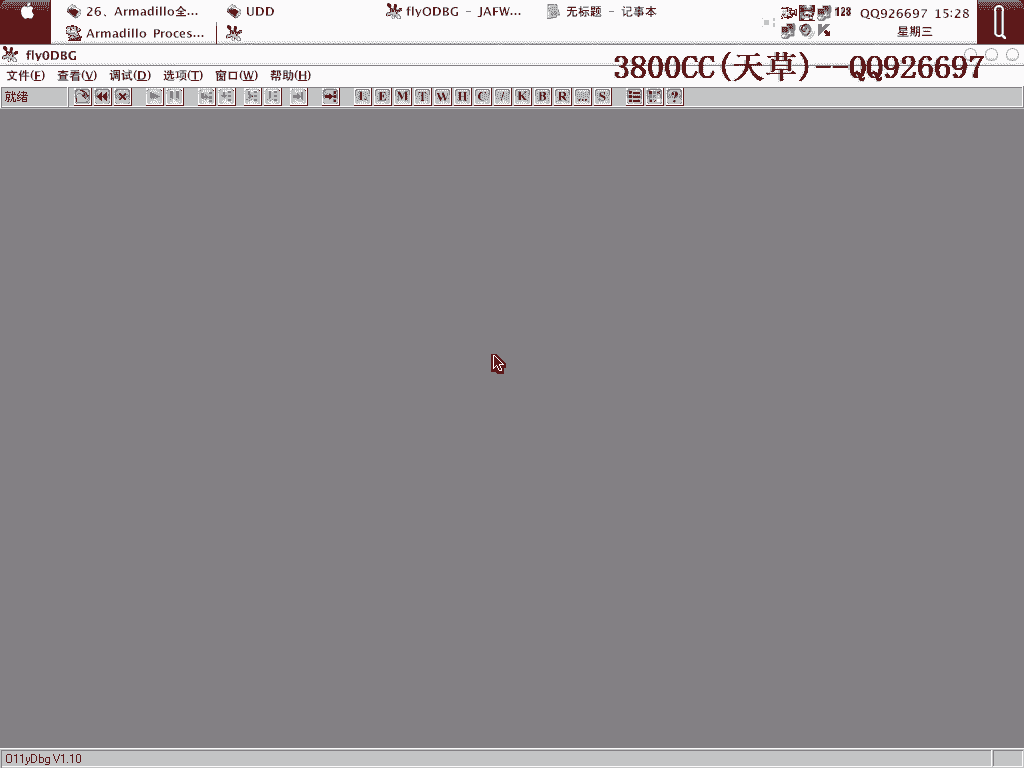 26、Armadillo全... UDD flyODBG - JAFW... 无标题 - 记事本 128 QQ926697 15:28
Armadillo Proces... 星期三
fly0DBG
3800CC(天草)--QQ926697
文件(F) 查看(V) 调试(D) 选项(T) 窗口(W) 帮助(H)
就绪 L E M T W H C / K B R ... S ?
O11yDbg V1.10